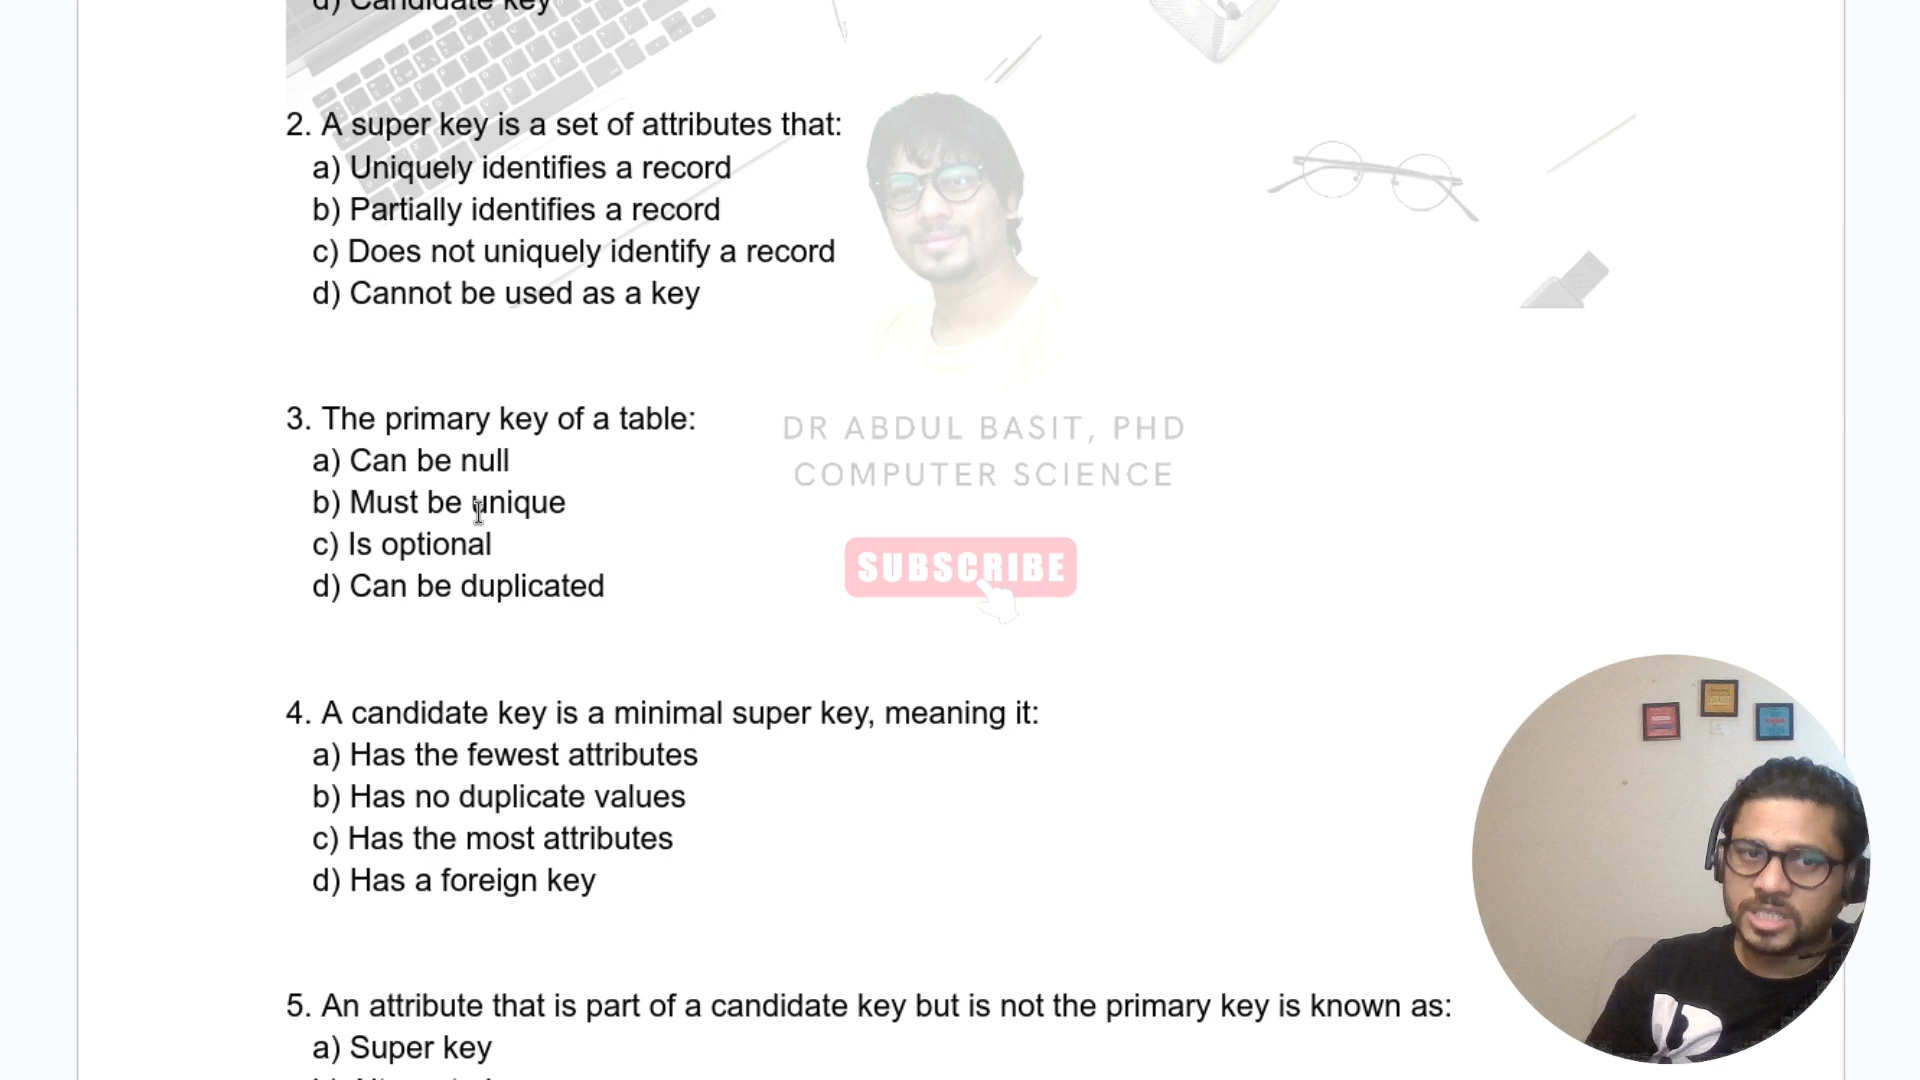 d) Candidate key
2. A super key is a set of attributes that:
a) Uniquely identifies a record
b) Partially identifies a record
c) Does not uniquely identify a record
d) Cannot be used as a key
3. The primary key of a table:
a) Can be null
b) Must be unique
c) Is optional
d) Can be duplicated
DR ABDUL BASIT, PHD
COMPUTER SCIENCE
SUBSCRIBE
4. A candidate key is a minimal super key, meaning it:
a) Has the fewest attributes
b) Has no duplicate values
c) Has the most attributes
d) Has a foreign key
5. An attribute that is part of a candidate key but is not the primary key is known as:
a) Super key